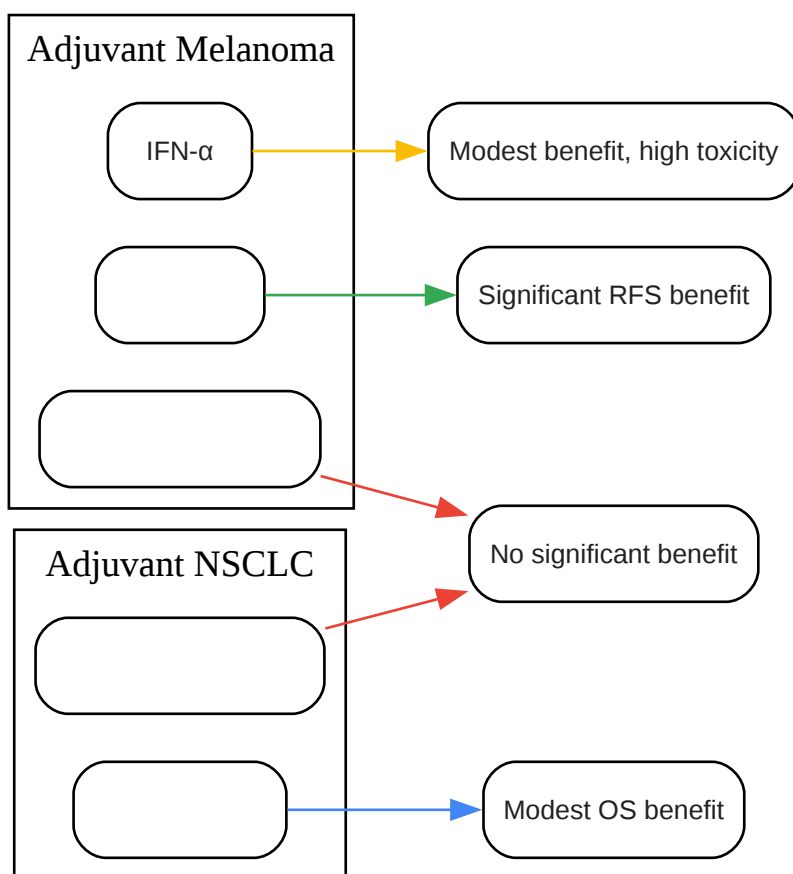 Adjuvant Melanoma
IFN-α
Modest benefit, high toxicity
Significant RFS benefit
No significant benefit
Adjuvant NSCLC
Modest OS benefit